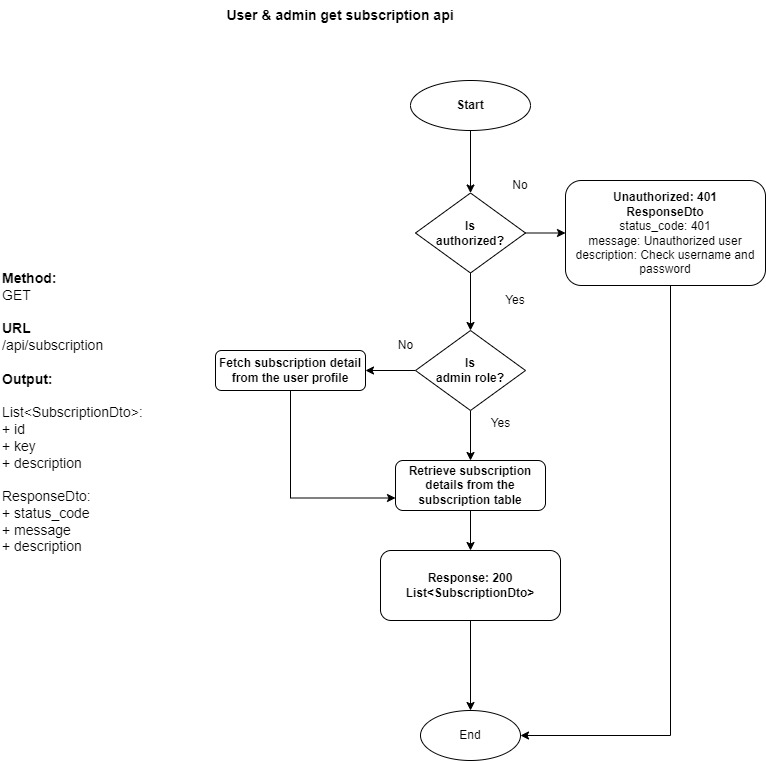 User & admin get subscription api
Start
No
Is
authorized?
Unauthorized: 401
ResponseDto
status_code: 401
message: Unauthorized user
description: Check username and
password
Method:
GET
URL
/api/subscription
Output:
List<SubscriptionDto>:
+ id
+ key
+ description
ResponseDto:
+ status_code
+ message
+ description
Yes
No
Is
admin role?
Fetch subscription detail
from the user profile
Yes
Retrieve subscription
details from the
subscription table
Response: 200
List<SubscriptionDto>
End